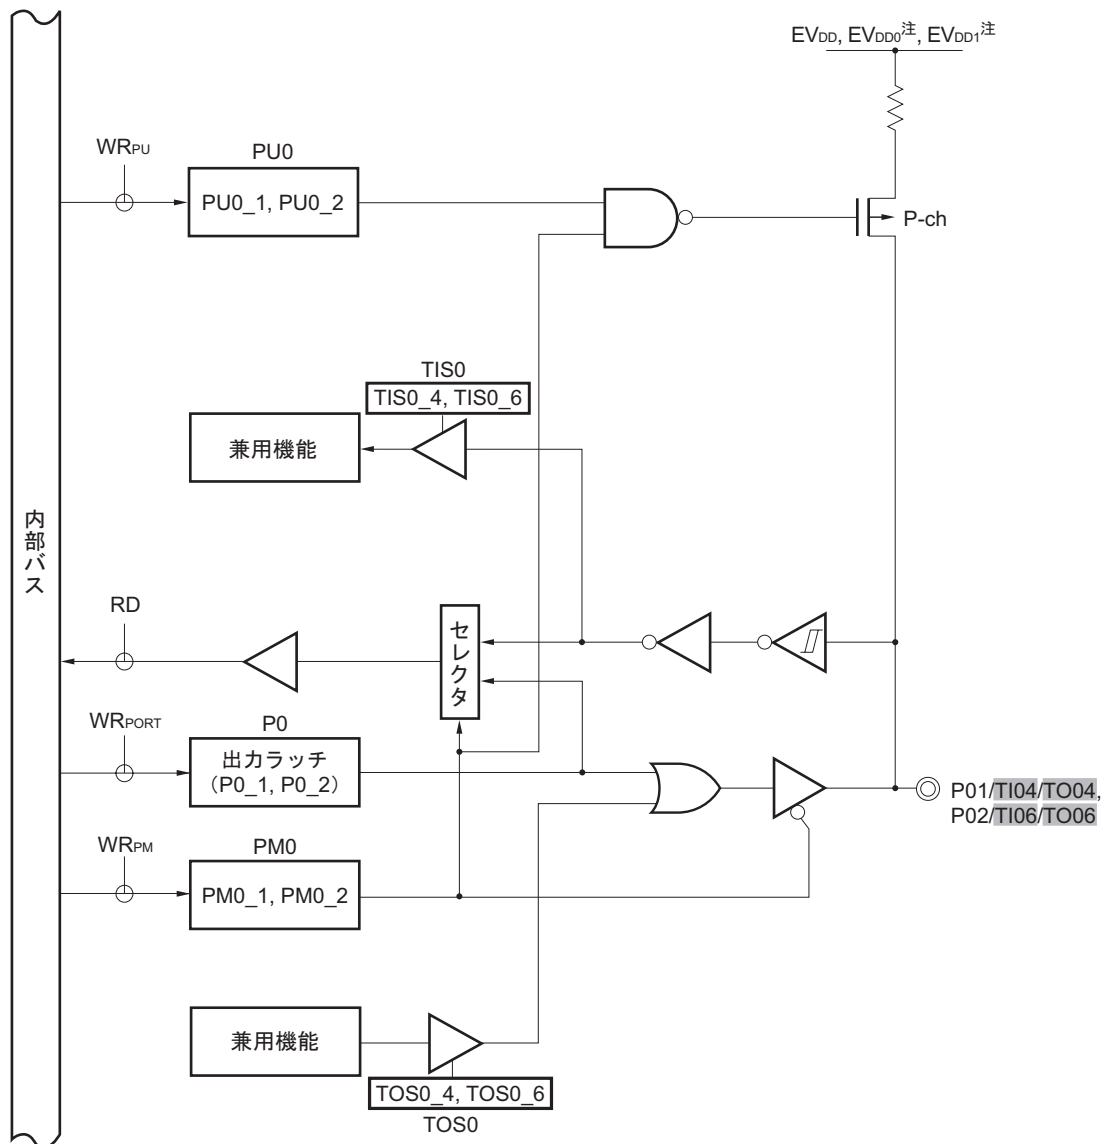 EVDD, EVDD0注, EVDD1注
WRPU
PU0
PU0_1, PU0_2
P-ch
TIS0
TIS0_4, TIS0_6
兼用機能
内部バス
RD
セレクタ
WRPORT
P0
出力ラッチ
(P0_1, P0_2)
P01/TI04/TO04,
P02/TI06/TO06
WRPM
PM0
PM0_1, PM0_2
兼用機能
TOS0_4, TOS0_6
TOS0